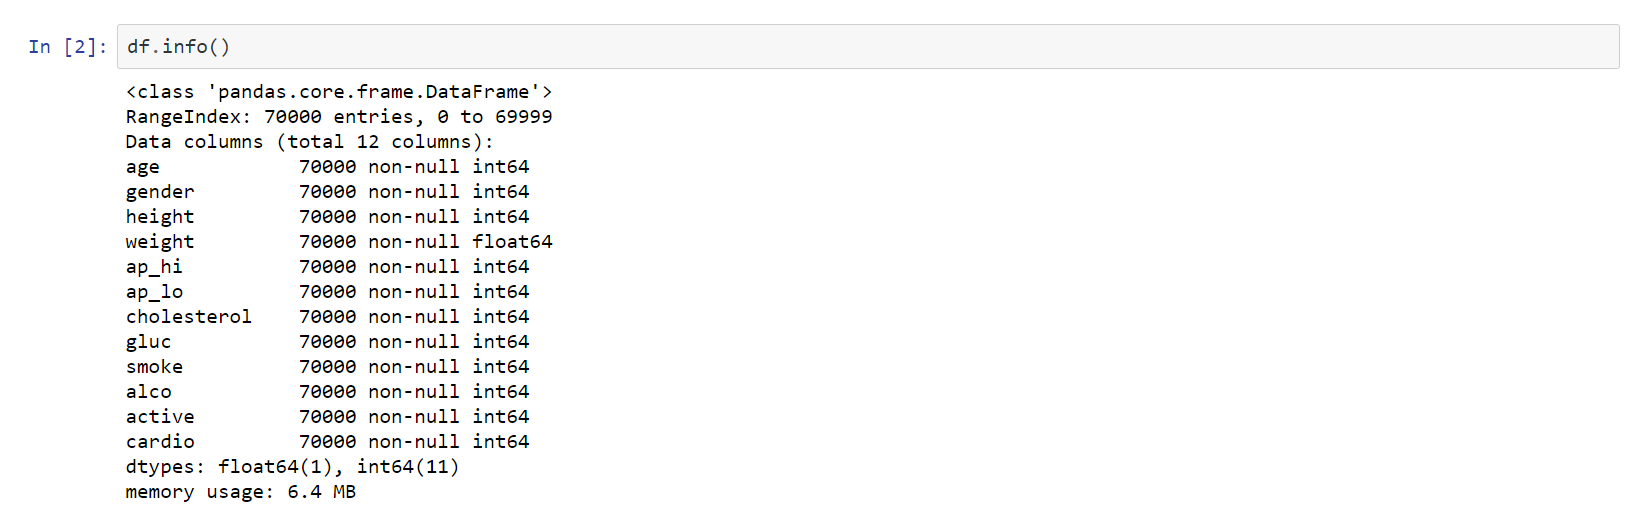 In [2]: df.info()
<class 'pandas.core.frame.DataFrame'>
RangeIndex: 70000 entries, 0 to 69999
Data columns (total 12 columns):
age 70000 non-null int64
gender 70000 non-null int64
height 70000 non-null int64
weight 70000 non-null float64
ap_hi 70000 non-null int64
ap_lo 70000 non-null int64
cholesterol 70000 non-null int64
gluc 70000 non-null int64
smoke 70000 non-null int64
alco 70000 non-null int64
active 70000 non-null int64
cardio 70000 non-null int64
dtypes: float64(1), int64(11)
memory usage: 6.4 MB